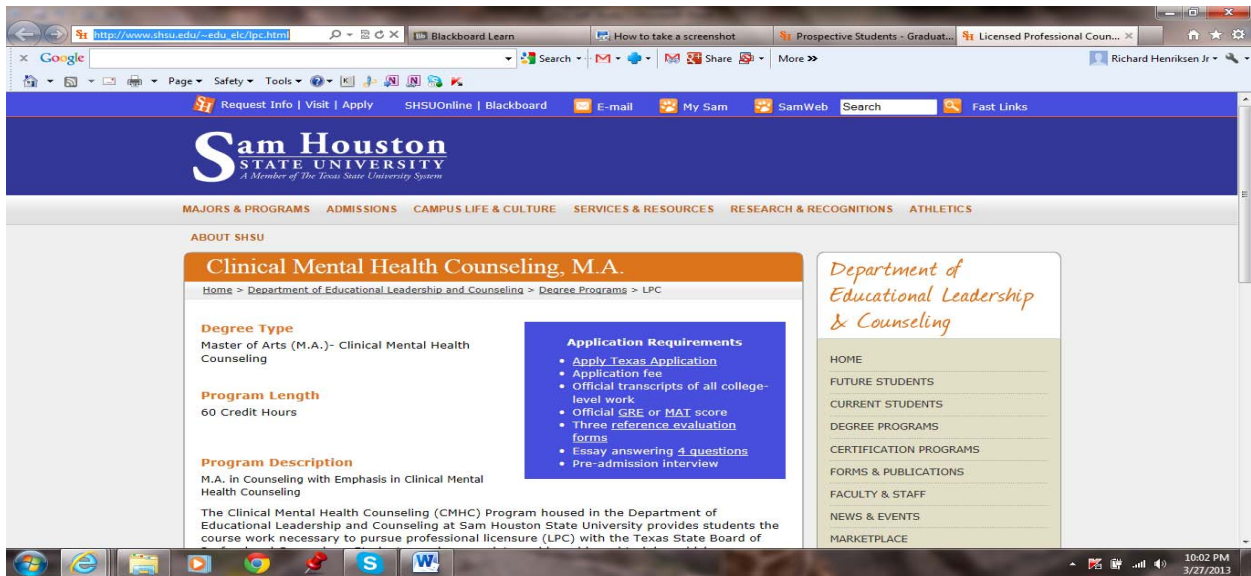 http://www.shsu.edu/~edu_elc/lpc.html
Blackboard Learn
How to take a screenshot
Prospective Students - Graduat...
Licensed Professional Coun...
Google
Search
Share
More »
Richard Henriksen Jr
Page Safety Tools
Request Info | Visit | Apply SHSUOnline | Blackboard E-mail My Sam SamWeb Search Fast Links
Sam Houston
STATE UNIVERSITY
A Member of The Texas State University System
MAJORS & PROGRAMS ADMISSIONS CAMPUS LIFE & CULTURE SERVICES & RESOURCES RESEARCH & RECOGNITIONS ATHLETICS
ABOUT SHSU
Clinical Mental Health Counseling, M.A.
Home > Department of Educational Leadership and Counseling > Degree Programs > LPC
Degree Type
Master of Arts (M.A.)- Clinical Mental Health
Counseling
Program Length
60 Credit Hours
Program Description
M.A. in Counseling with Emphasis in Clinical Mental
Health Counseling
The Clinical Mental Health Counseling (CMHC) Program housed in the Department of
Educational Leadership and Counseling at Sam Houston State University provides students the
course work necessary to pursue professional licensure (LPC) with the Texas State Board of
Application Requirements
• Apply Texas Application
• Application fee
• Official transcripts of all college-
level work
• Official GRE or MAT score
• Three reference evaluation
forms
• Essay answering 4 questions
• Pre-admission interview
Department of
Educational Leadership
& Counseling
HOME
FUTURE STUDENTS
CURRENT STUDENTS
DEGREE PROGRAMS
CERTIFICATION PROGRAMS
FORMS & PUBLICATIONS
FACULTY & STAFF
NEWS & EVENTS
MARKETPLACE
10:02 PM
3/27/2013